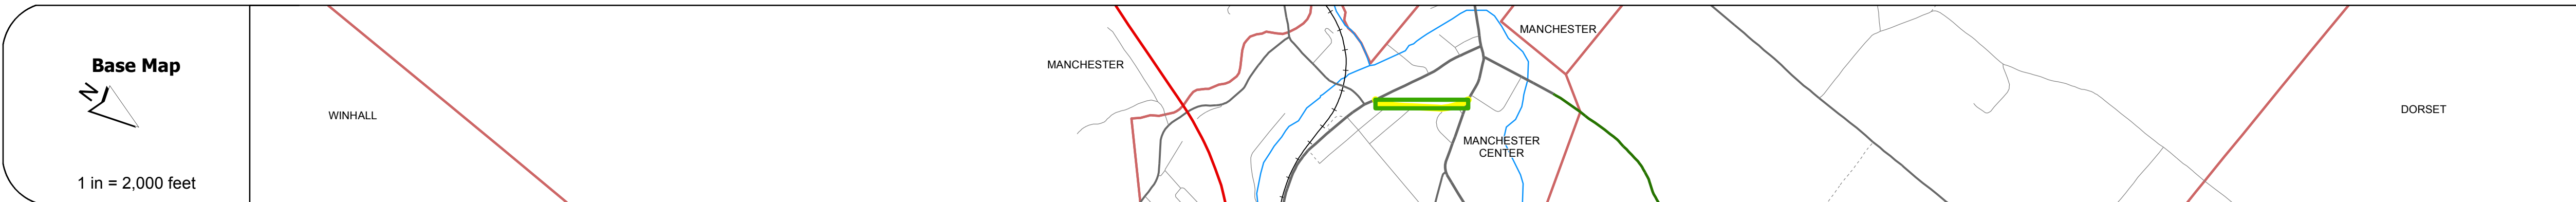 Base Map
N
1 in = 2,000 feet
WINHALL
MANCHESTER
MANCHESTER
MANCHESTER
CENTER
DORSET